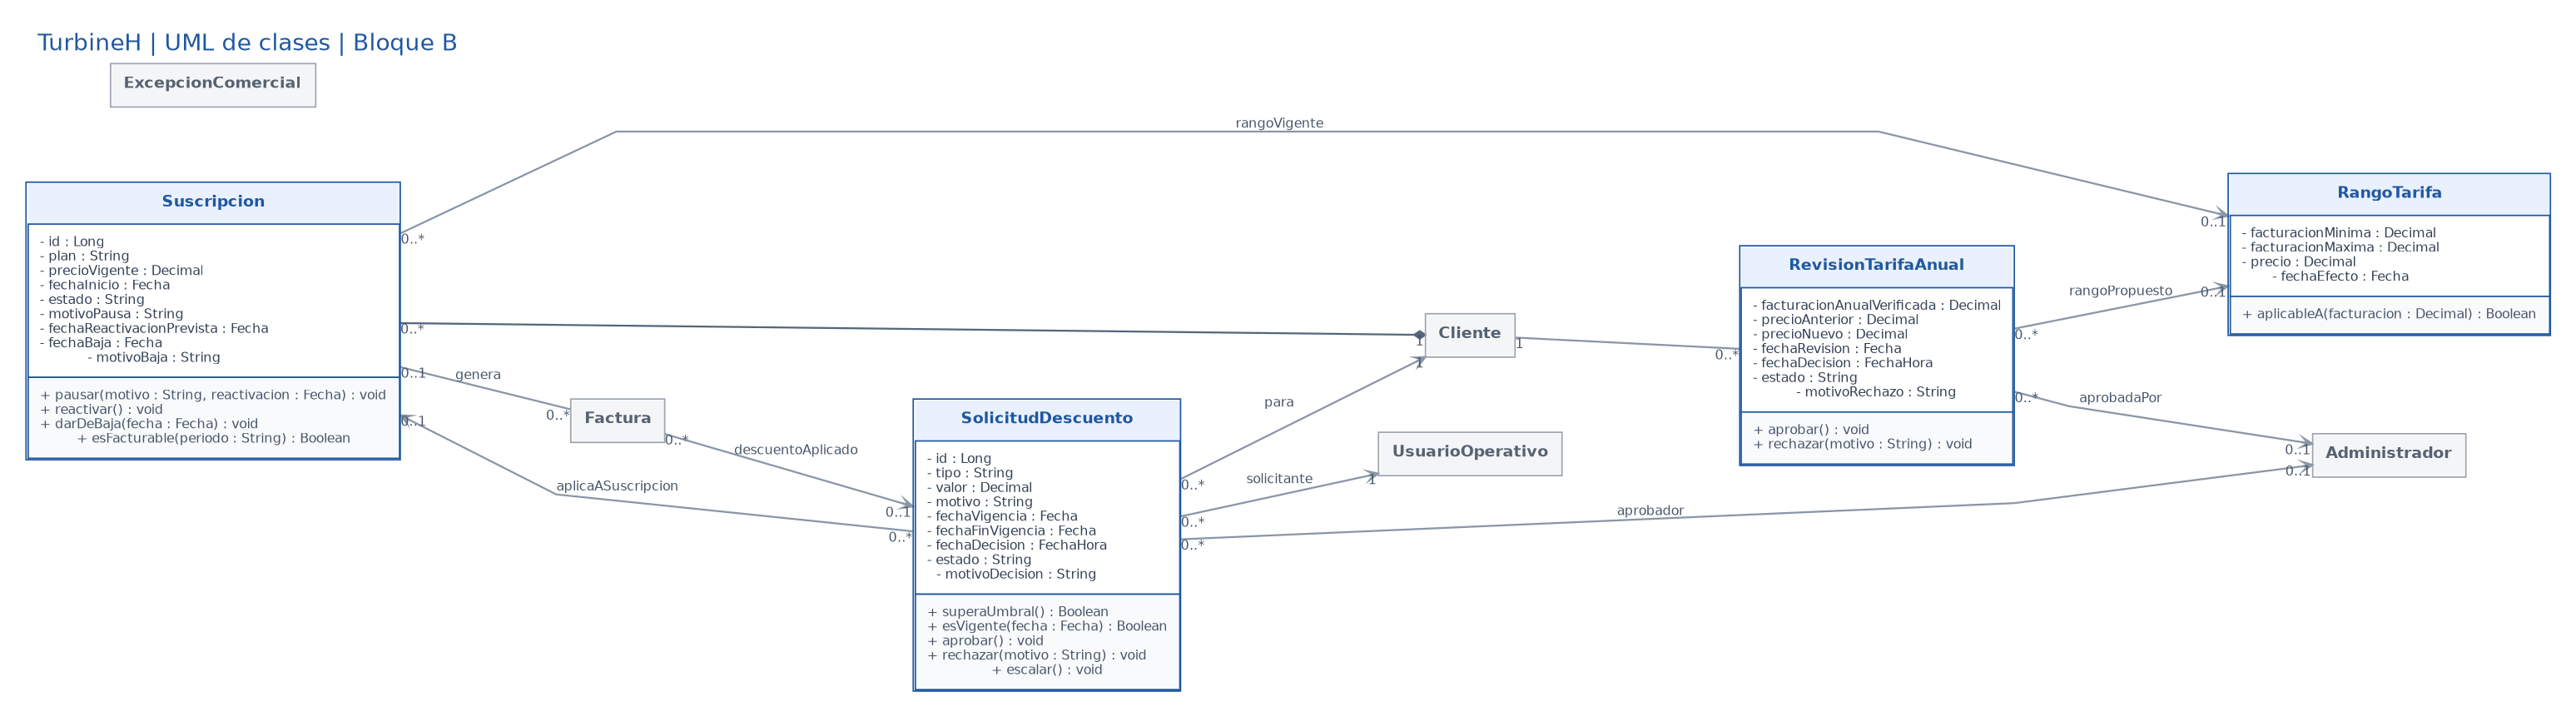 TurbineH | UML de clases | Bloque B
ExcepcionComercial
rangoVigente
Suscripcion
- id : Long
- plan : String
- precioVigente : Decimal
- fechaInicio : Fecha
- estado : String
- motivoPausa : String
- fechaReactivacionPrevista : Fecha
- fechaBaja : Fecha
- motivoBaja : String
+ pausar(motivo : String, reactivacion : Fecha) : void
+ reactivar() : void
+ darDeBaja(fecha : Fecha) : void
+ esFacturable(periodo : String) : Boolean
0..*
0..1
0..*
1
0..1
genera
0..*
Factura
0..*
descuentoAplicado
0..1
0..1
aplicaASuscripcion
0..*
SolicitudDescuento
- id : Long
- tipo : String
- valor : Decimal
- motivo : String
- fechaVigencia : Fecha
- fechaFinVigencia : Fecha
- fechaDecision : FechaHora
- estado : String
- motivoDecision : String
+ superaUmbral() : Boolean
+ esVigente(fecha : Fecha) : Boolean
+ aprobar() : void
+ rechazar(motivo : String) : void
+ escalar() : void
0..*
para
1
0..*
solicitante
1
0..*
aprobador
0..1
Cliente
UsuarioOperativo
1
0..*
RevisionTarifaAnual
- facturacionAnualVerificada : Decimal
- precioAnterior : Decimal
- precioNuevo : Decimal
- fechaRevision : Fecha
- fechaDecision : FechaHora
- estado : String
- motivoRechazo : String
+ aprobar() : void
+ rechazar(motivo : String) : void
0..*
rangoPropuesto
0..1
0..*
aprobadaPor
0..1
RangoTarifa
- facturacionMinima : Decimal
- facturacionMaxima : Decimal
- precio : Decimal
- fechaEfecto : Fecha
+ aplicableA(facturacion : Decimal) : Boolean
Administrador